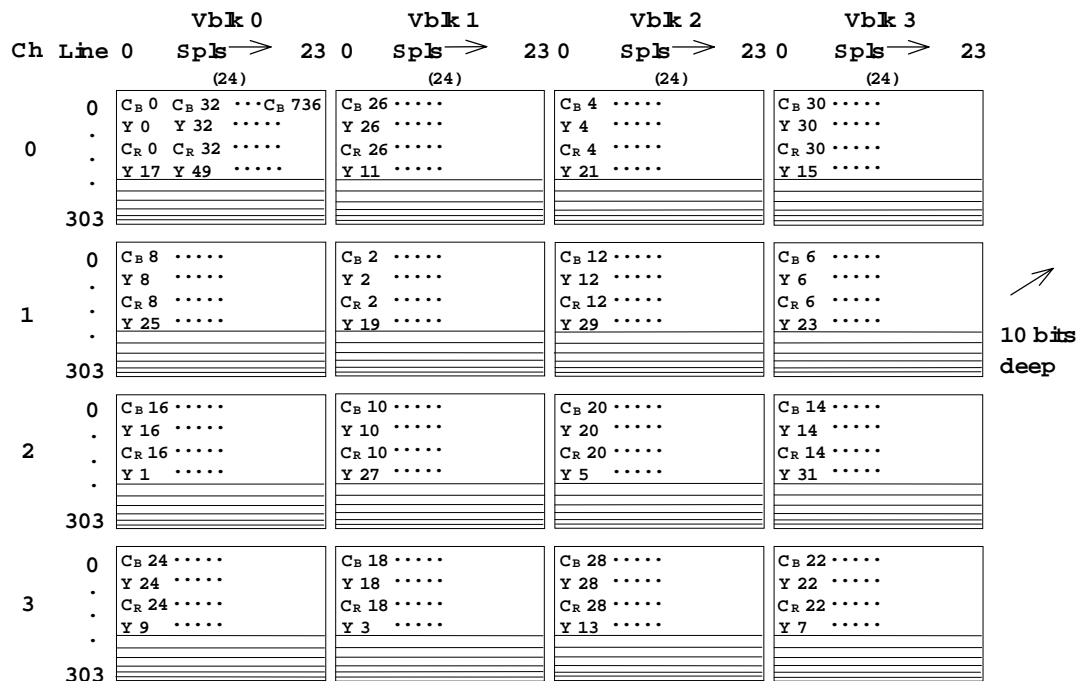 Vblk 0 Vblk 1 Vblk 2 Vblk 3
Ch Line 0 Spls 23 0 Spls 23 0 Spls 23 0 Spls 23
(24) (24) (24) (24)
0 CB 0 CB 32 ···CB 736 CB 26 ····· CB 4 ····· CB 30 ·····
· Y 0 Y 32 ····· Y 26 ····· Y 4 ····· Y 30 ·····
0 · CR 0 CR 32 ····· CR 26 ····· CR 4 ····· CR 30 ·····
· Y 17 Y 49 ····· Y 11 ····· Y 21 ····· Y 15 ·····
303
0 CB 8 ····· CB 2 ····· CB 12 ····· CB 6 ·····
· Y 8 ····· Y 2 ····· Y 12 ····· Y 6 ·····
1 · CR 8 ····· CR 2 ····· CR 12 ····· CR 6 ·····
· Y 25 ····· Y 19 ····· Y 29 ····· Y 23 ·····
10 bits
303 deep
0 CB 16 ····· CB 10 ····· CB 20 ····· CB 14 ·····
· Y 16 ····· Y 10 ····· Y 20 ····· Y 14 ·····
2 · CR 16 ····· CR 10 ····· CR 20 ····· CR 14 ·····
· Y 1 ····· Y 27 ····· Y 5 ····· Y 31 ·····
303
0 CB 24 ····· CB 18 ····· CB 28 ····· CB 22 ·····
· Y 24 ····· Y 18 ····· Y 28 ····· Y 22 ·····
3 · CR 24 ····· CR 18 ····· CR 28 ····· CR 22 ·····
· Y 9 ····· Y 3 ····· Y 13 ····· Y 7 ·····
303